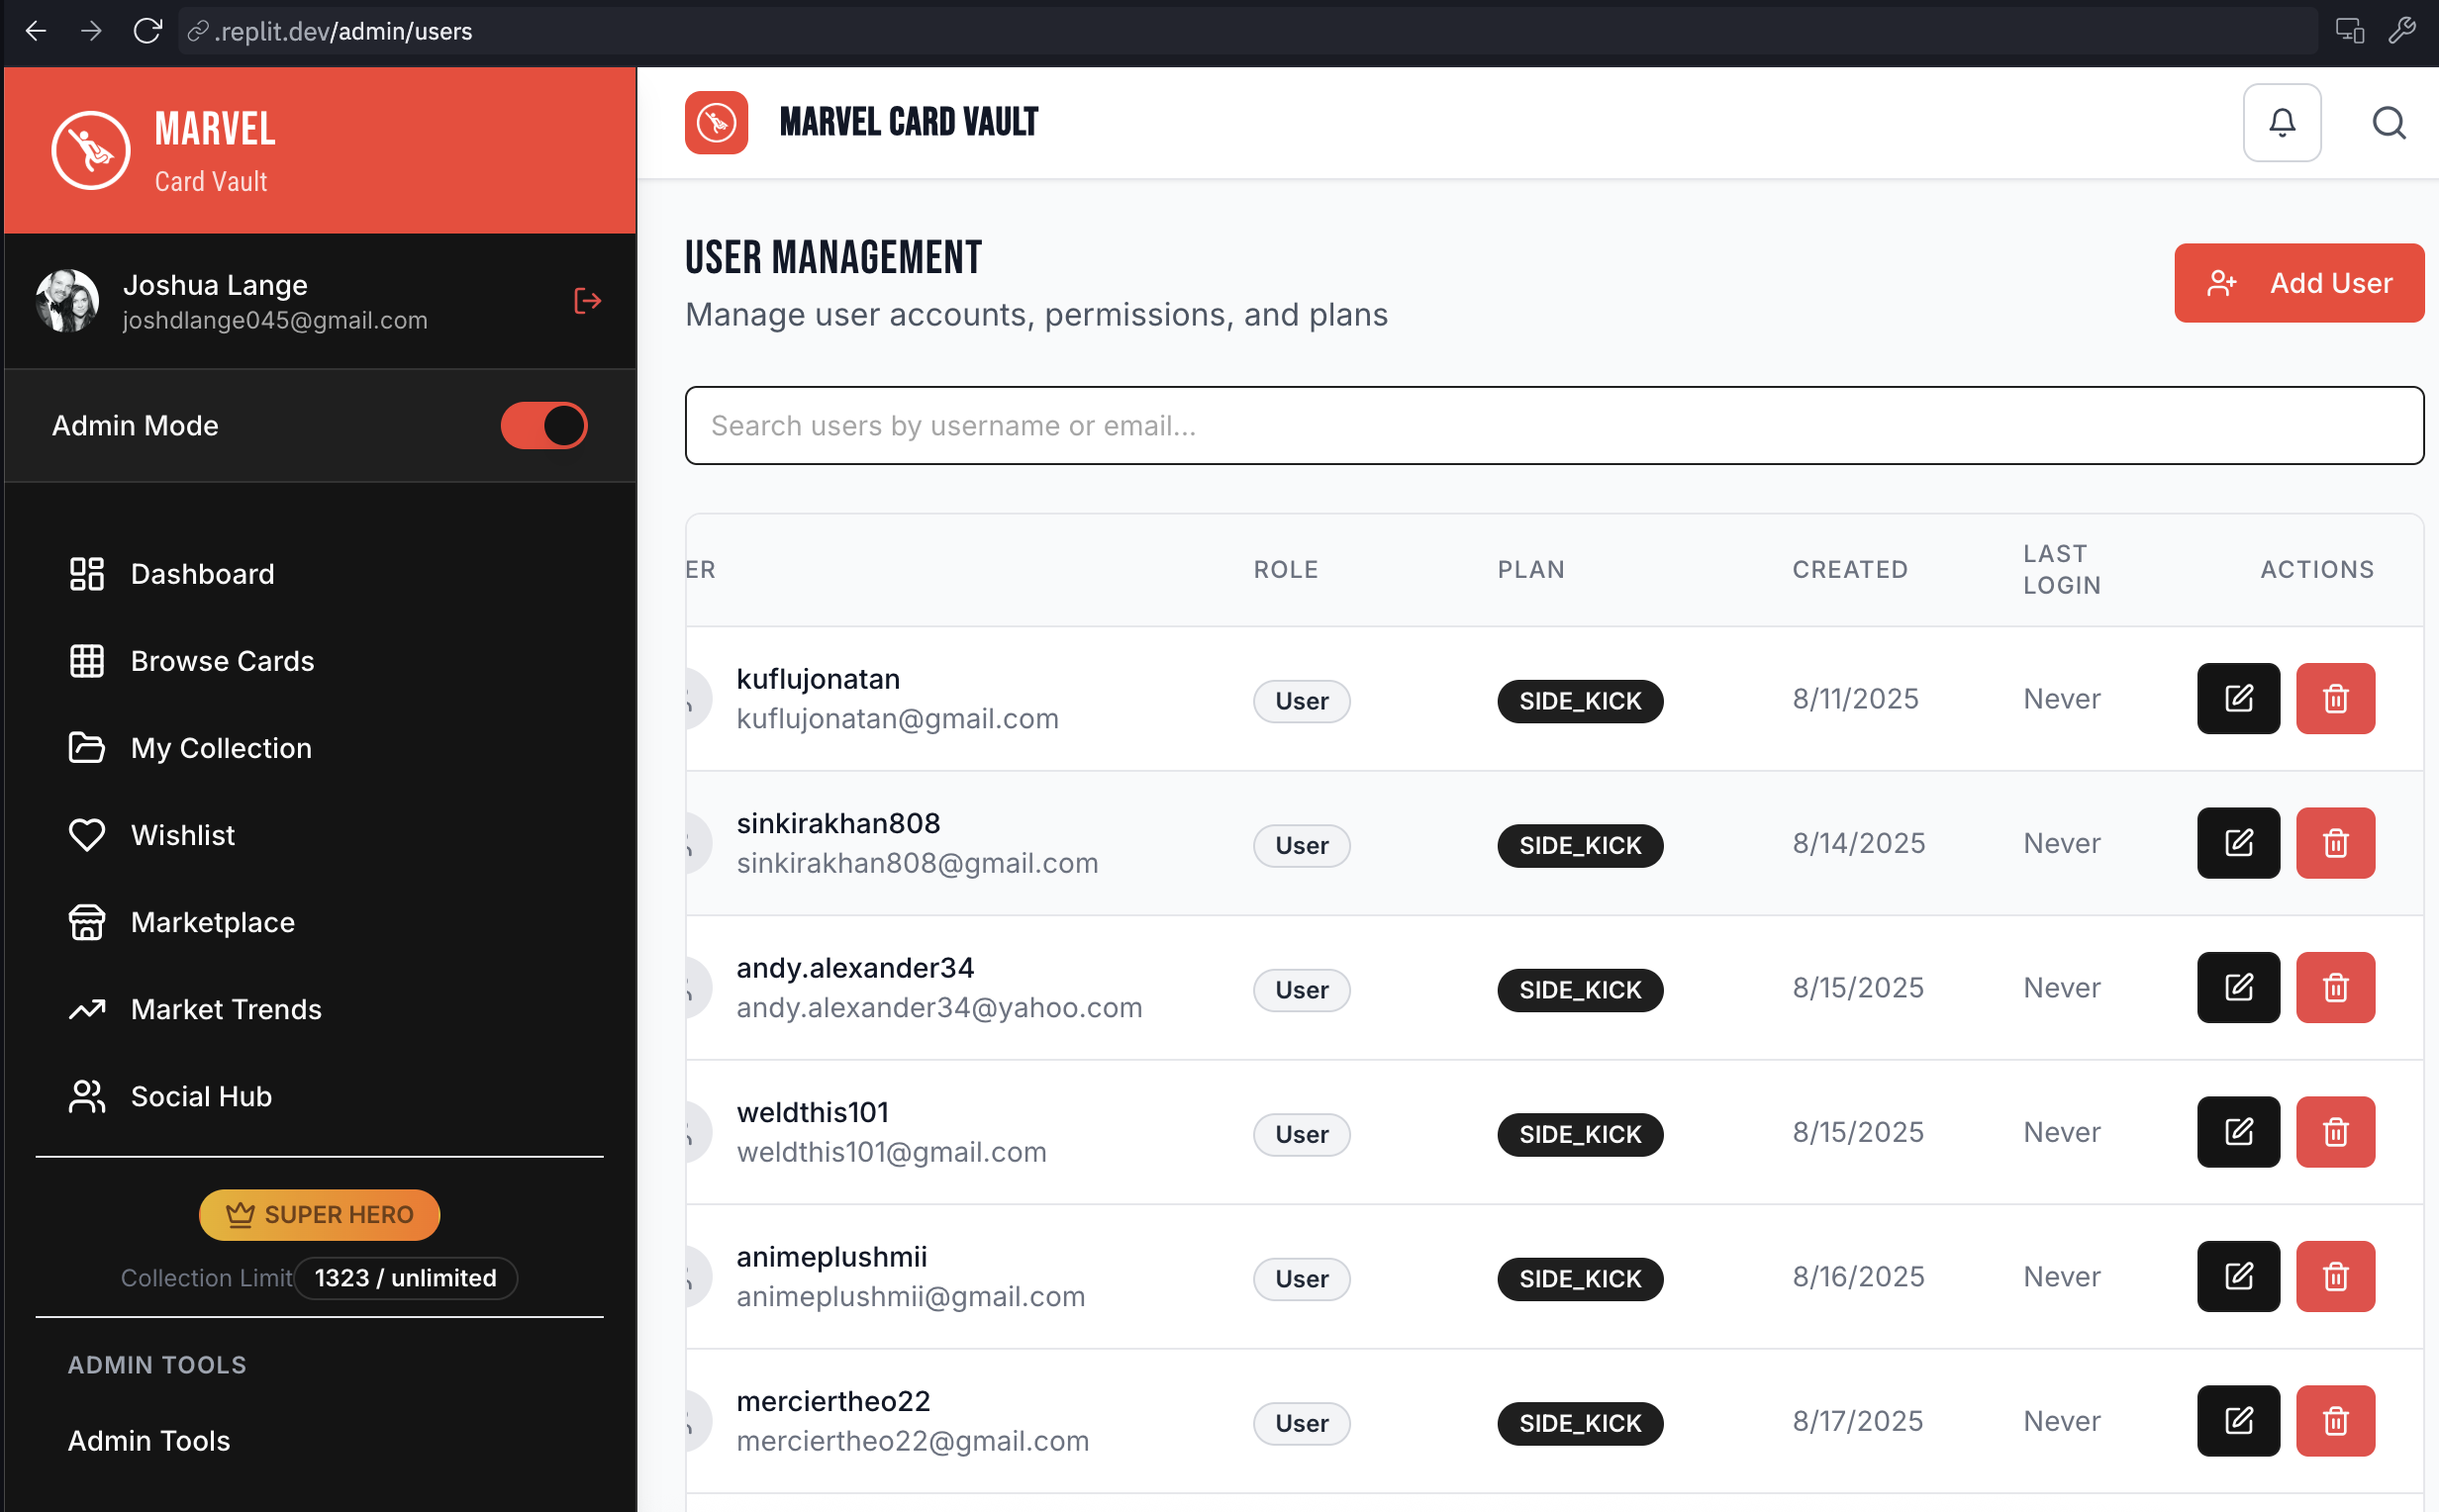 .replit.dev/admin/users
MARVEL
Card Vault
Joshua Lange
joshdlange045@gmail.com
Admin Mode
Dashboard
Browse Cards
My Collection
Wishlist
Marketplace
Market Trends
Social Hub
SUPER HERO
Collection Limit 1323 / unlimited
ADMIN TOOLS
Admin Tools
MARVEL CARD VAULT
USER MANAGEMENT
Manage user accounts, permissions, and plans
Add User
Search users by username or email...
ER ROLE PLAN CREATED LAST LOGIN ACTIONS
kuflujonatan
kuflujonatan@gmail.com
User SIDE_KICK 8/11/2025 Never
sinkirakhan808
sinkirakhan808@gmail.com
User SIDE_KICK 8/14/2025 Never
andy.alexander34
andy.alexander34@yahoo.com
User SIDE_KICK 8/15/2025 Never
weldthis101
weldthis101@gmail.com
User SIDE_KICK 8/15/2025 Never
animeplushmii
animeplushmii@gmail.com
User SIDE_KICK 8/16/2025 Never
merciertheo22
merciertheo22@gmail.com
User SIDE_KICK 8/17/2025 Never